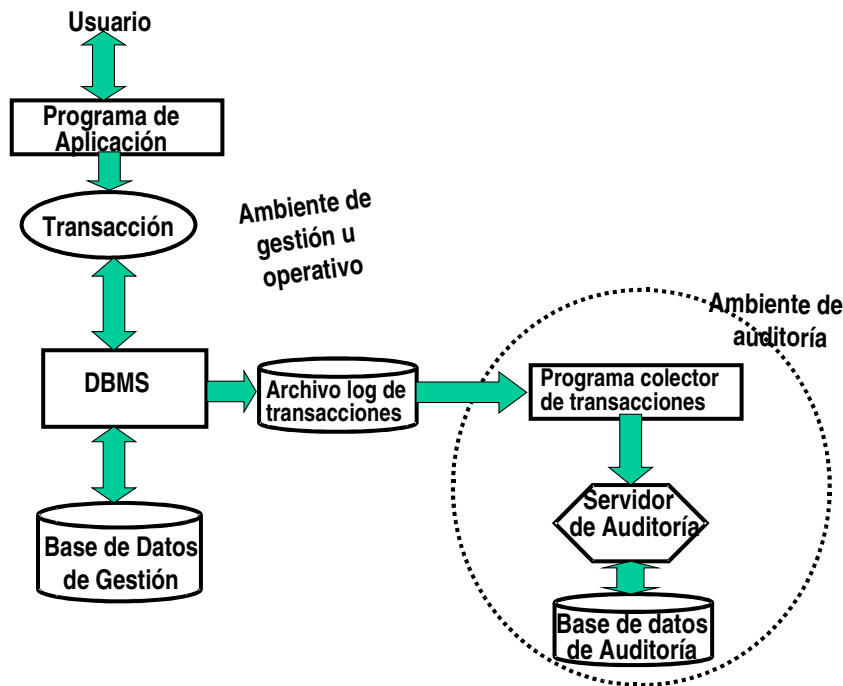 Usuario
Programa de
Aplicación
Transacción
Ambiente de
gestión u
operativo
Ambiente de
auditoría
DBMS
Archivo log de
transacciones
Programa colector
de transacciones
Servidor
de Auditoría
Base de Datos
de Gestión
Base de datos
de Auditoría